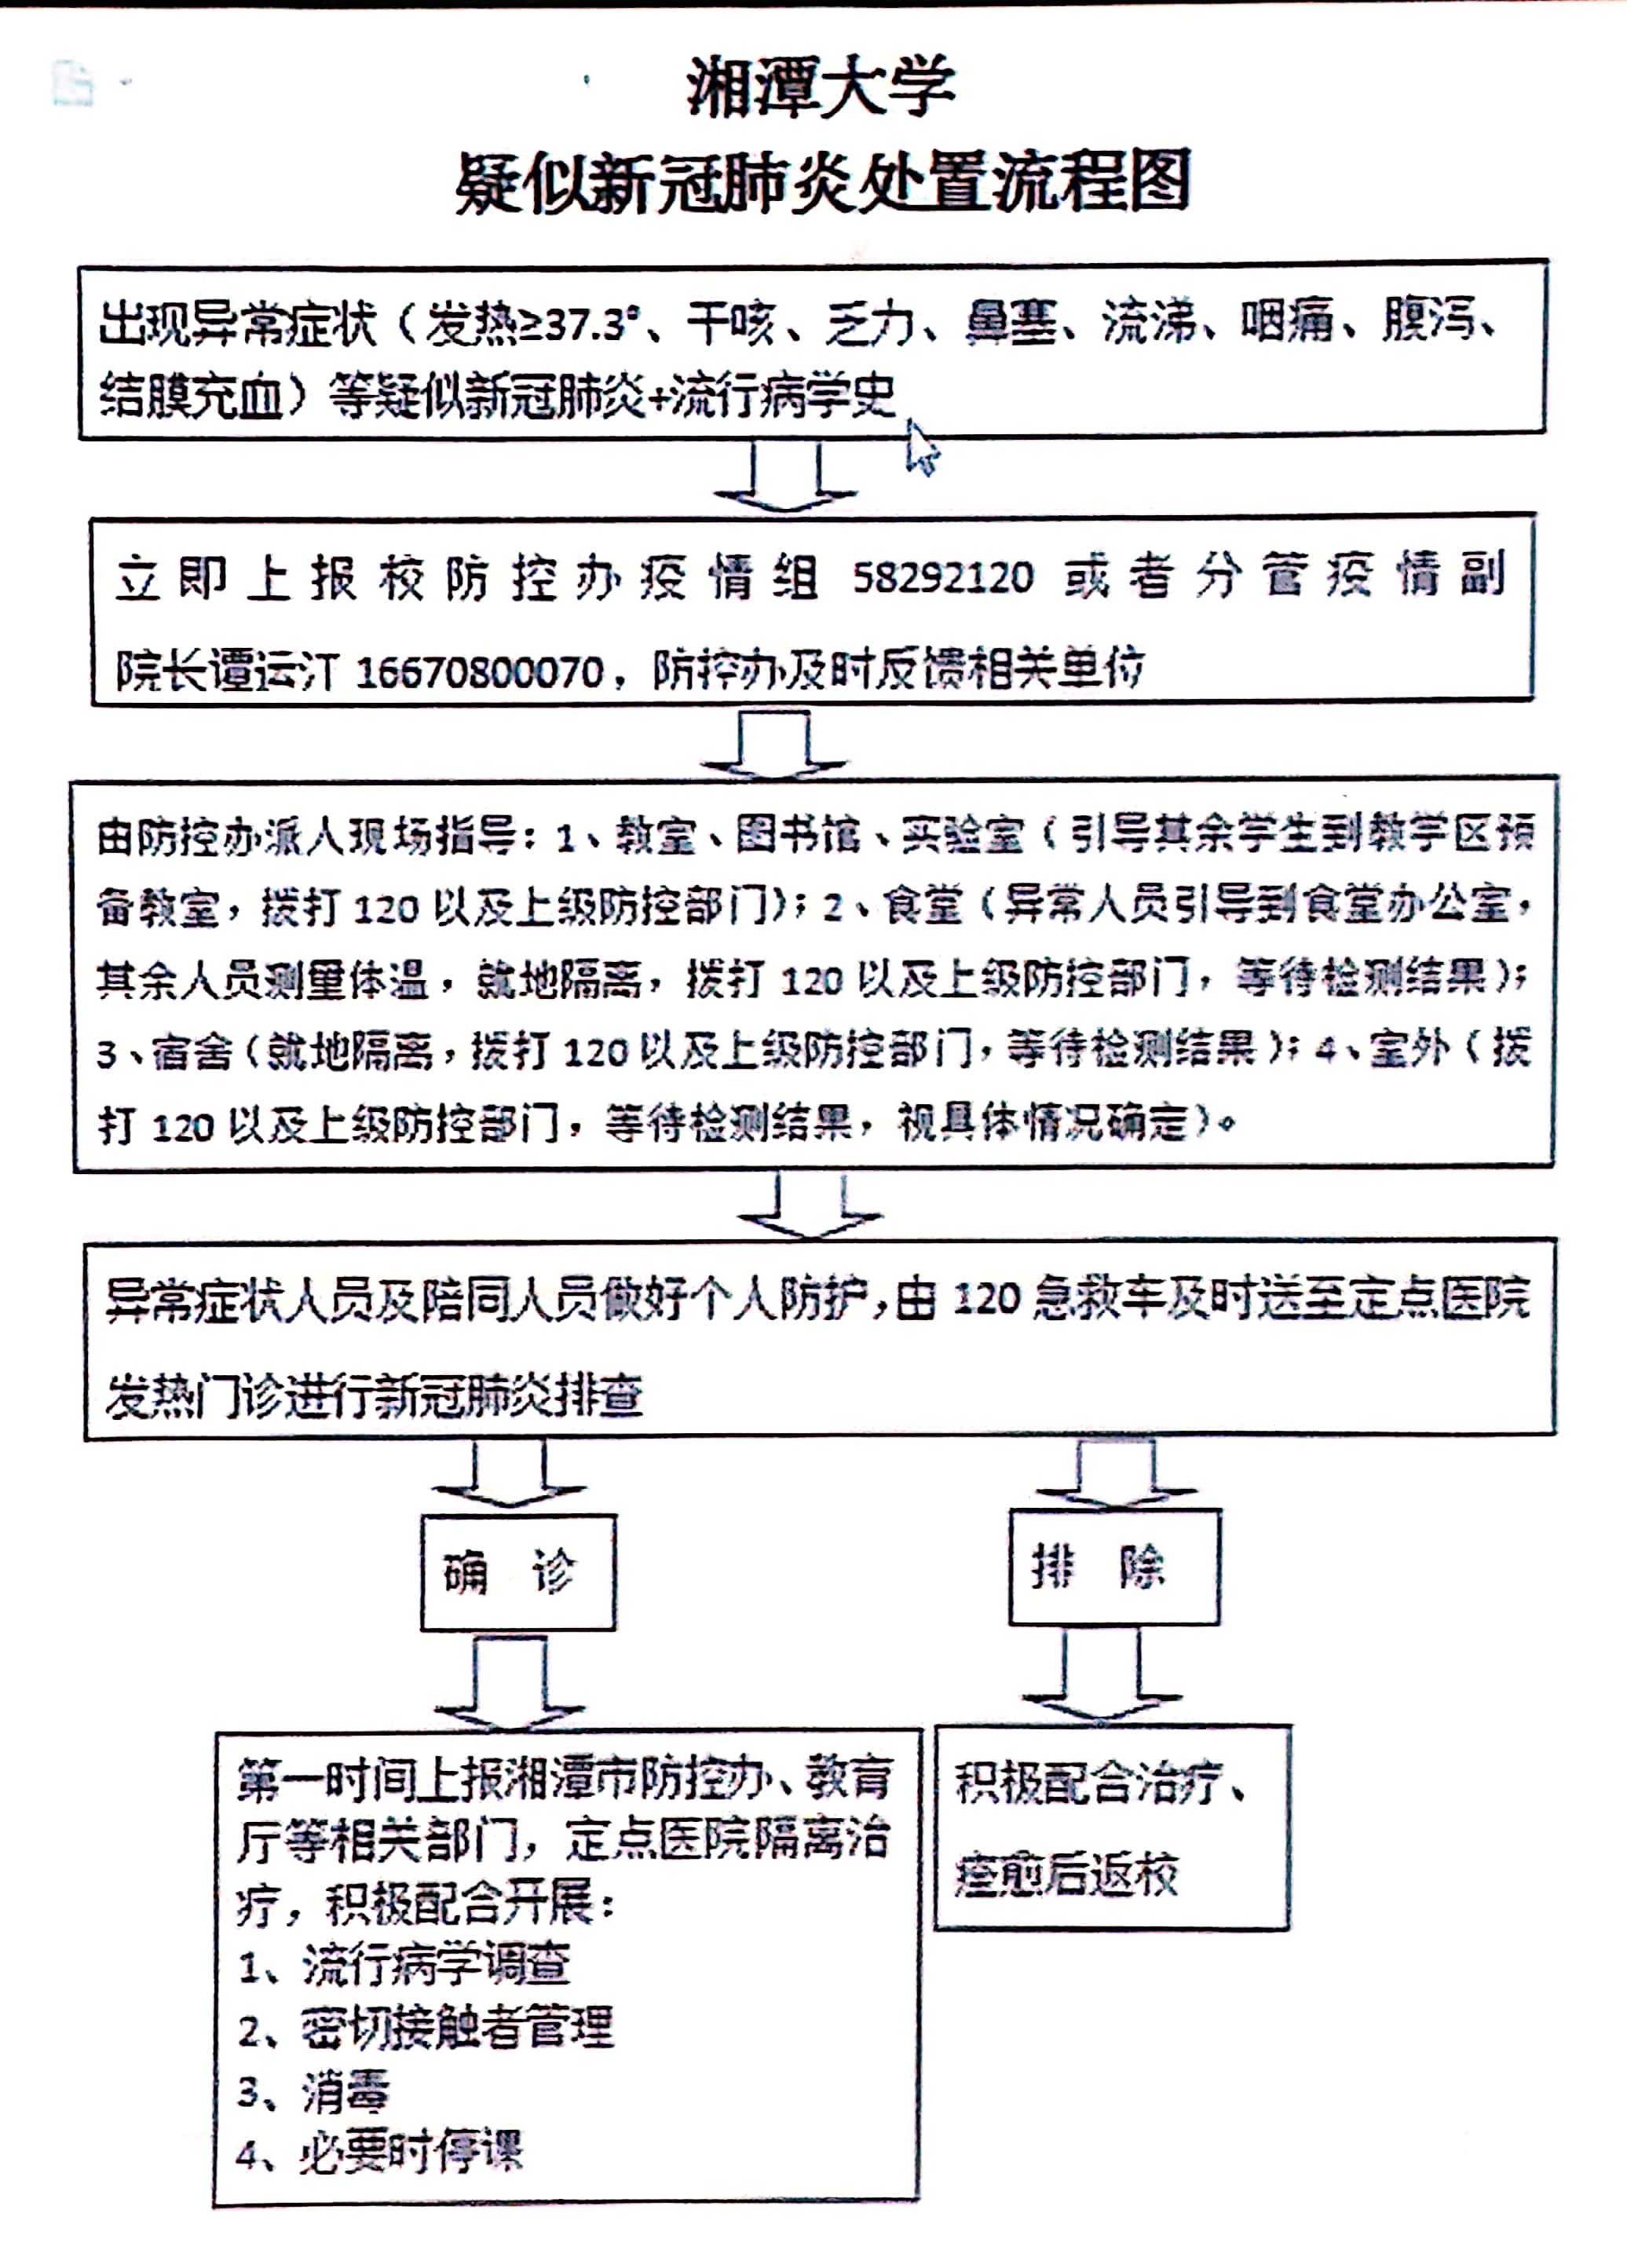 湘潭大学
疑似新冠肺炎处置流程图
出现异常症状（发热≥37.3°、干咳、乏力、鼻塞、流涕、咽痛、腹泻、
结膜充血）等疑似新冠肺炎+流行病学史
立即上报校防控办疫情组 58292120 或者分管疫情副
院长谭运汀 16670800070，防控办及时反馈相关单位
由防控办派人现场指导：1、教室、图书馆、实验室（引导其余学生到教学区预
备教室，拨打 120 以及上级防控部门）；2、食堂（异常人员引导到食堂办公室，
其余人员测量体温，就地隔离，拨打 120 以及上级防控部门，等待检测结果）；
3、宿舍（就地隔离，拨打 120 以及上级防控部门，等待检测结果）；4、室外（拨
打 120 以及上级防控部门，等待检测结果，视具体情况确定）。
异常症状人员及陪同人员做好个人防护，由 120 急救车及时送至定点医院
发热门诊进行新冠肺炎排查
确 诊
排 除
第一时间上报湘潭市防控办、教育
厅等相关部门，定点医院隔离治
疗，积极配合开展：
1、流行病学调查
2、密切接触者管理
3、消毒
4、必要时停课
积极配合治疗、
痊愈后返校